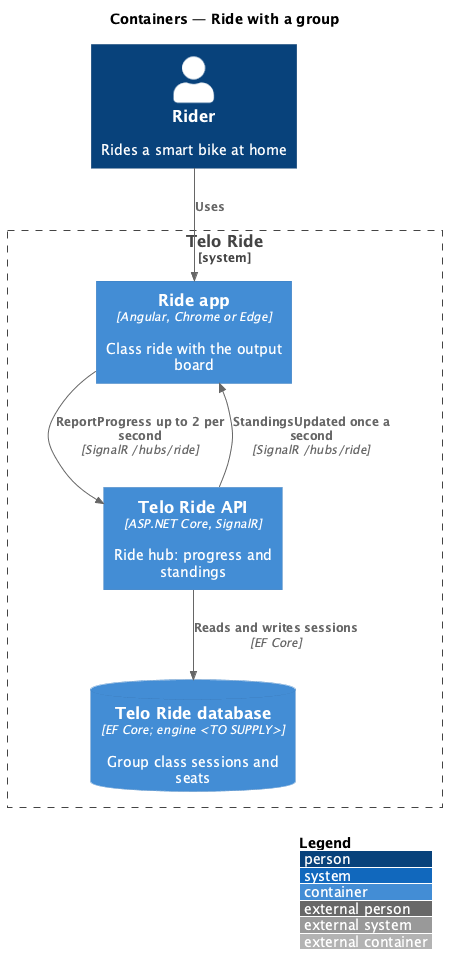 Containers — Ride with a group
Rider
Rides a smart bike at home
Uses
Telo Ride
[system]
Ride app
[Angular, Chrome or Edge]
Class ride with the output
board
ReportProgress up to 2 per
second
[SignalR /hubs/ride]
StandingsUpdated once a
second
[SignalR /hubs/ride]
Telo Ride API
[ASP.NET Core, SignalR]
Ride hub: progress and
standings
Reads and writes sessions
[EF Core]
Telo Ride database
[EF Core; engine <TO SUPPLY>]
Group class sessions and
seats
Legend
person
system
container
external person
external system
external container